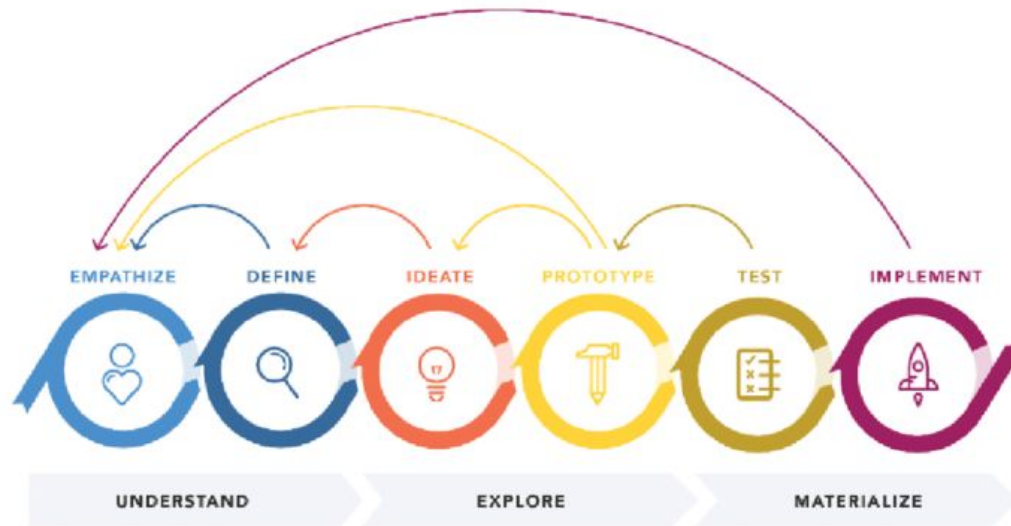 EMPATHIZE DEFINE IDEATE PROTOTYPE TEST IMPLEMENT
UNDERSTAND EXPLORE MATERIALIZE